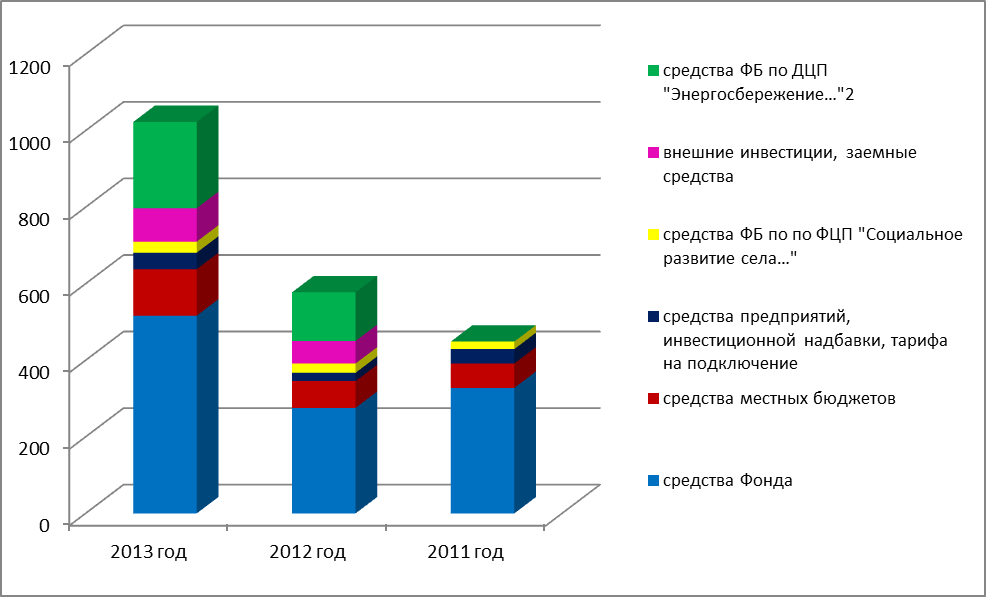 1200
1000
800
600
400
200
0
2013 год
2012 год
2011 год
средства ФБ по ДЦП
"Энергосбережение..."2
внешние инвестиции, заемные
средства
средства ФБ по по ФЦП "Социальное
развитие села..."
средства предприятий,
инвестиционной надбавки, тарифа
на подключение
средства местных бюджетов
средства Фонда